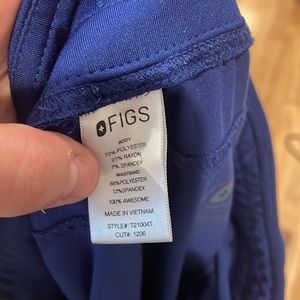 FIGS
BODY
72% POLYESTER
21% RAYON
7% SPANDEX
WAISTBAND
88% POLYESTER
12% SPANDEX
100% AWESOME
MADE IN VIETNAM
STYLE#: T21004T
CUT#: 1206